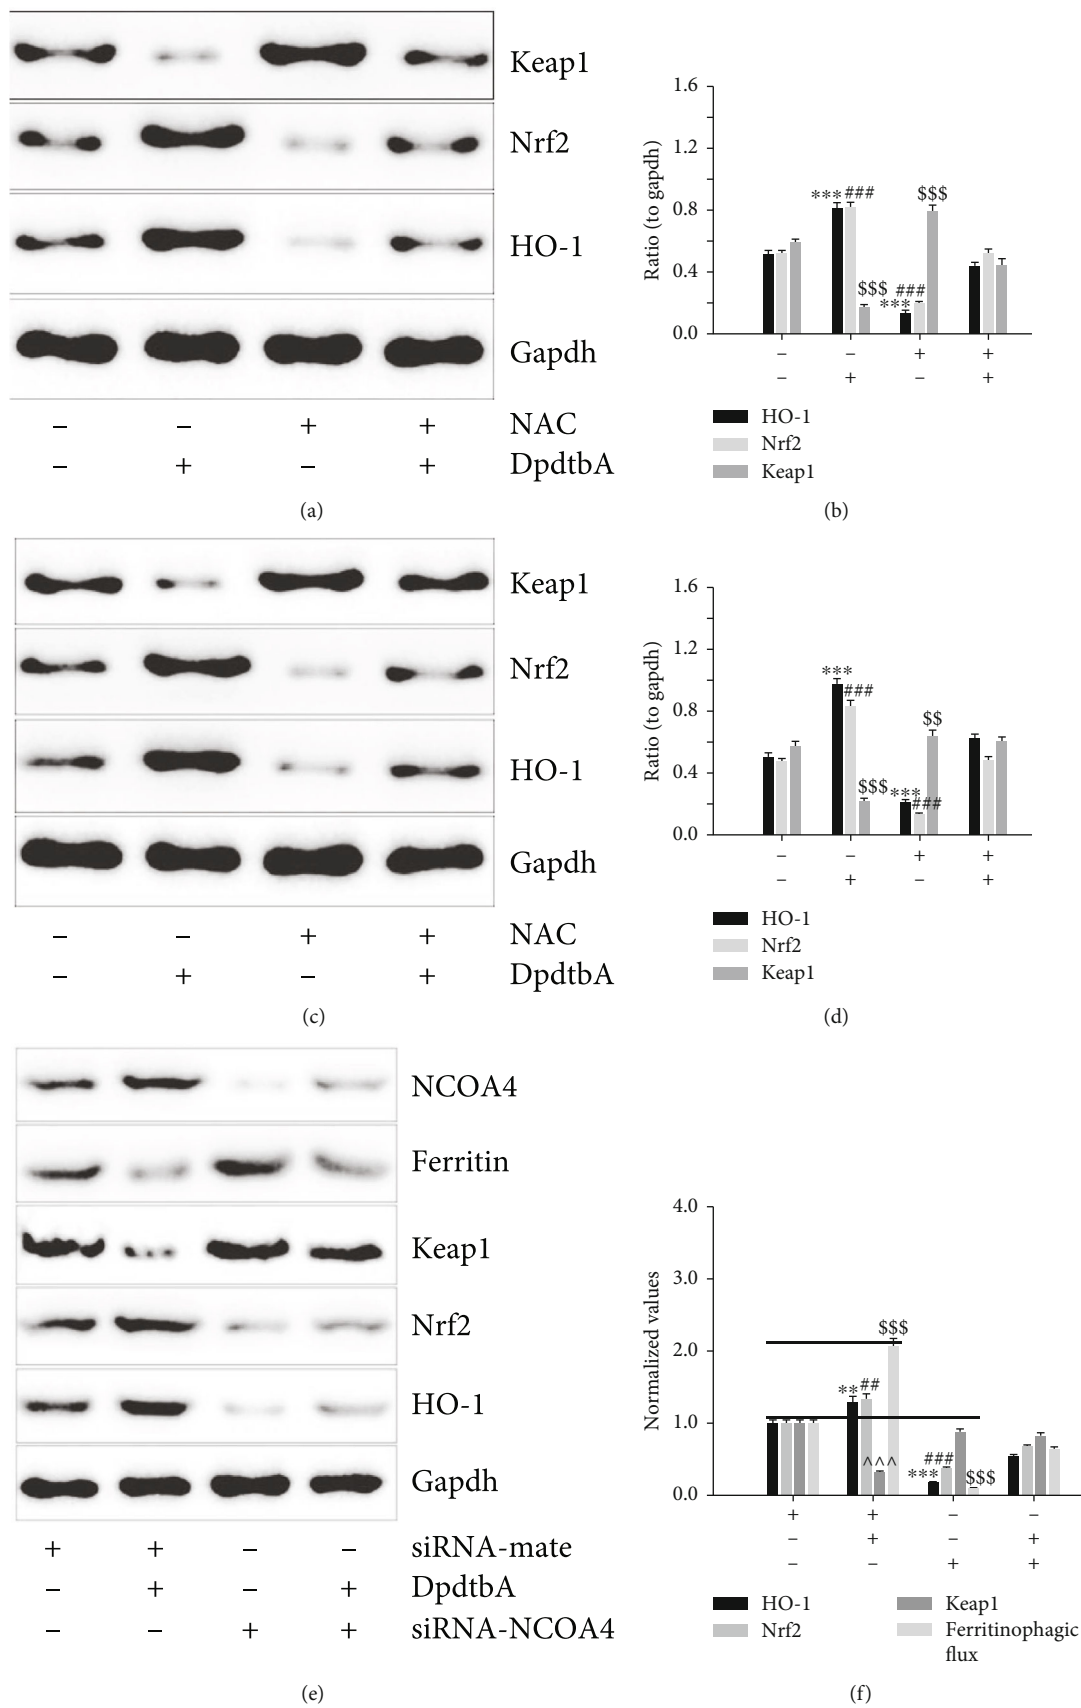 Keap1
Nrf2
HO-1
Gapdh
– – + + NAC
– + – + DpdtbA
(a)
1.6
1.2
0.8
0.4
0.0
Ratio (to gapdh)
*** ### $$$ *** ### $$$
– – + +
– + – +
HO-1
Nrf2
Keap1
(b)
Keap1
Nrf2
HO-1
Gapdh
– – + + NAC
– + – + DpdtbA
(c)
1.6
1.2
0.8
0.4
0.0
Ratio (to gapdh)
*** ### $$$ *** ### $$
– – + +
– + – +
HO-1
Nrf2
Keap1
(d)
NCOA4
Ferritin
Keap1
Nrf2
HO-1
Gapdh
+ + – – siRNA-mate
– + – + DpdtbA
– – + + siRNA-NCOA4
(e)
4.0
3.0
2.0
1.0
0.0
Normalized values
** ## ^^^ $$$ *** ### $$$
+ + – –
– + – +
– – + +
HO-1
Nrf2
Keap1
Ferritinophagic
flux
(f)